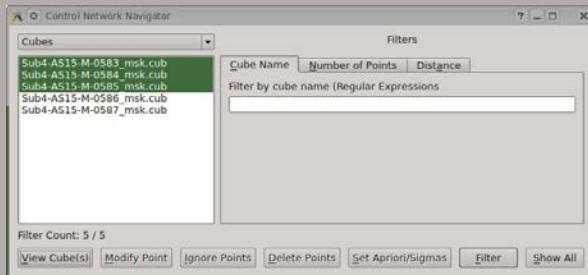 Control Network Navigator
Cubes
Filters
Sub4-AS15-M-0583_msk.cub
Sub4-AS15-M-0584_msk.cub
Sub4-AS15-M-0585_msk.cub
Sub4-AS15-M-0586_msk.cub
Sub4-AS15-M-0587_msk.cub
Cube Name Number of Points Distance
Filter by cube name (Regular Expressions
Filter Count: 5 / 5
View Cube(s) Modify Point Ignore Points Delete Points Set Apriori/Sigmas Filter Show All